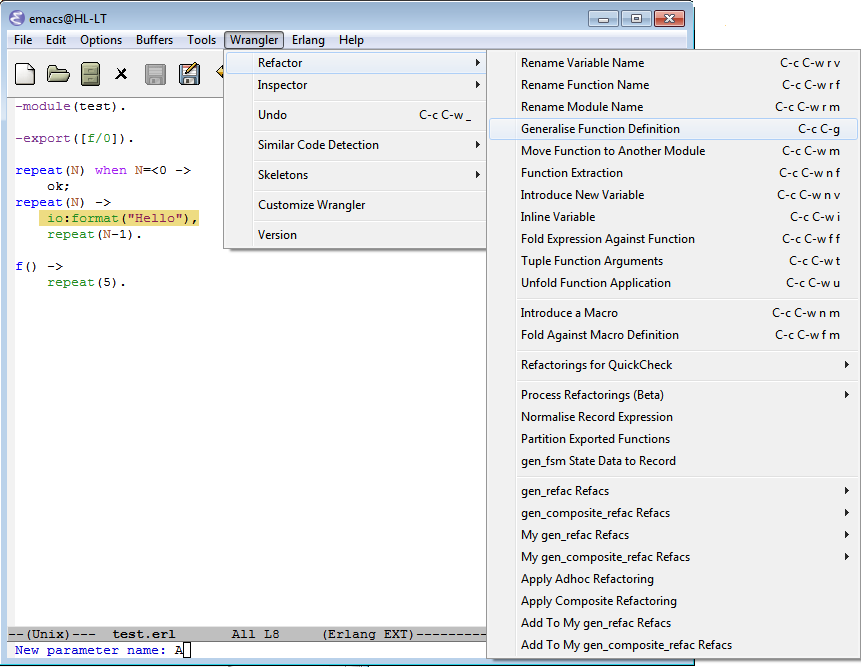 emacs@HL-LT
File Edit Options Buffers Tools Wrangler Erlang Help
-module(test).
-export([f/0]).
repeat(N) when N=<0 ->
ok;
repeat(N) ->
io:format("Hello"),
repeat(N-1).
f() ->
repeat(5).
Refactor
Inspector
Undo C-c C-w _
Similar Code Detection
Skeletons
Customize Wrangler
Version
Rename Variable Name C-c C-w r v
Rename Function Name C-c C-w r f
Rename Module Name C-c C-w r m
Generalise Function Definition C-c C-g
Move Function to Another Module C-c C-w m
Function Extraction C-c C-w n f
Introduce New Variable C-c C-w n v
Inline Variable C-c C-w i
Fold Expression Against Function C-c C-w f f
Tuple Function Arguments C-c C-w t
Unfold Function Application C-c C-w u
Introduce a Macro C-c C-w n m
Fold Against Macro Definition C-c C-w f m
Refactorings for QuickCheck
Process Refactorings (Beta)
Normalise Record Expression
Partition Exported Functions
gen_fsm State Data to Record
gen_refac Refacs
gen_composite_refac Refacs
My gen_refac Refacs
My gen_composite_refac Refacs
Apply Adhoc Refactoring
Apply Composite Refactoring
Add To My gen_refac Refacs
Add To My gen_composite_refac Refacs
--(Unix)--- test.erl All L8 (Erlang EXT)---------
New parameter name: A